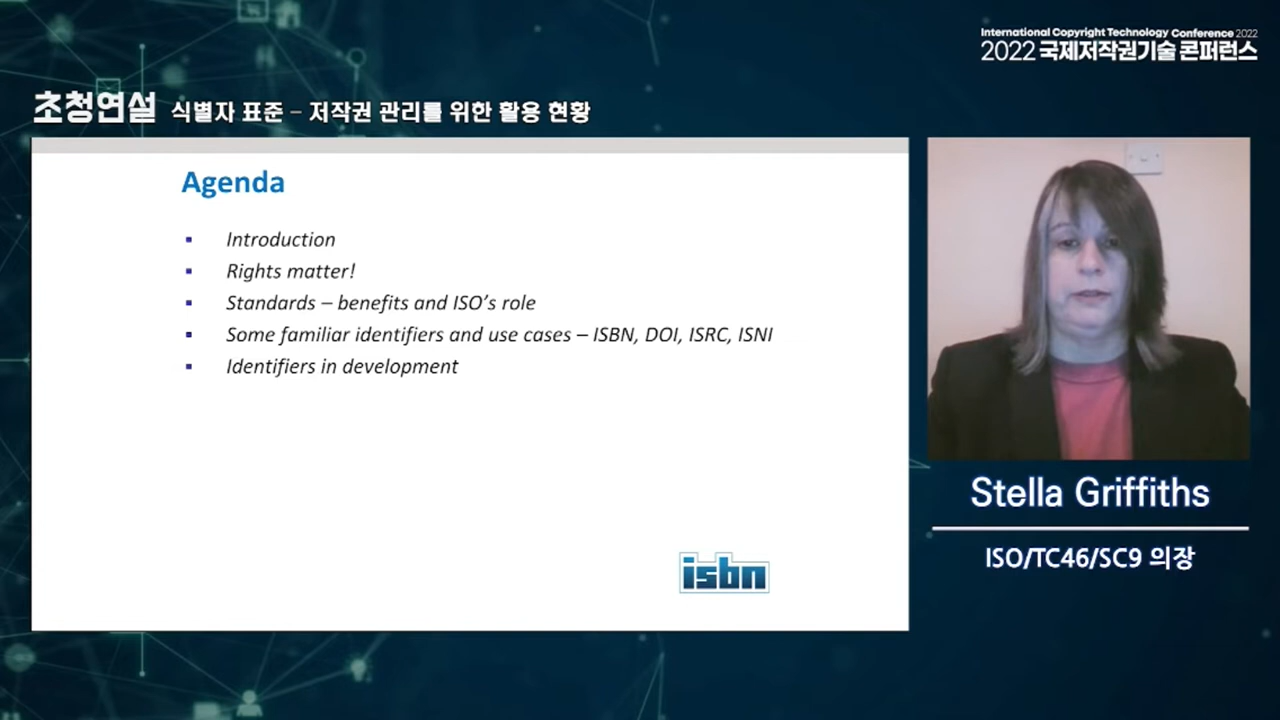 International Copyright Technology Conference 2022
2022 국제저작권기술 콘퍼런스
초청연설 식별자 표준 – 저작권 관리를 위한 활용 현황
Agenda
▪ Introduction
▪ Rights matter!
▪ Standards – benefits and ISO's role
▪ Some familiar identifiers and use cases – ISBN, DOI, ISRC, ISNI
▪ Identifiers in development
isbn
Stella Griffiths
ISO/TC46/SC9 의장